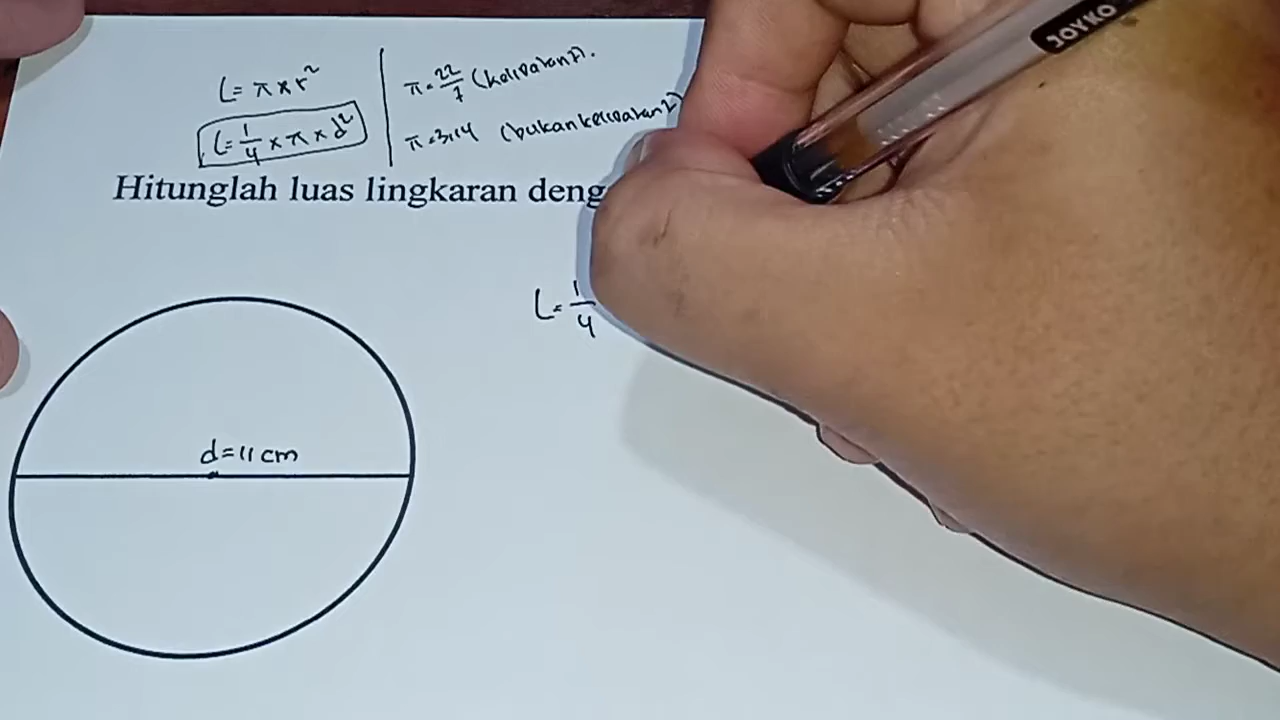 L = π × r²
L = 1/4 × π × d²
π = 22/7 (kelipatan 7).
π = 3,14 (bukan kelipatan 7)
Hitunglah luas lingkaran deng
L = 1/4
d = 11 cm
JOYKO